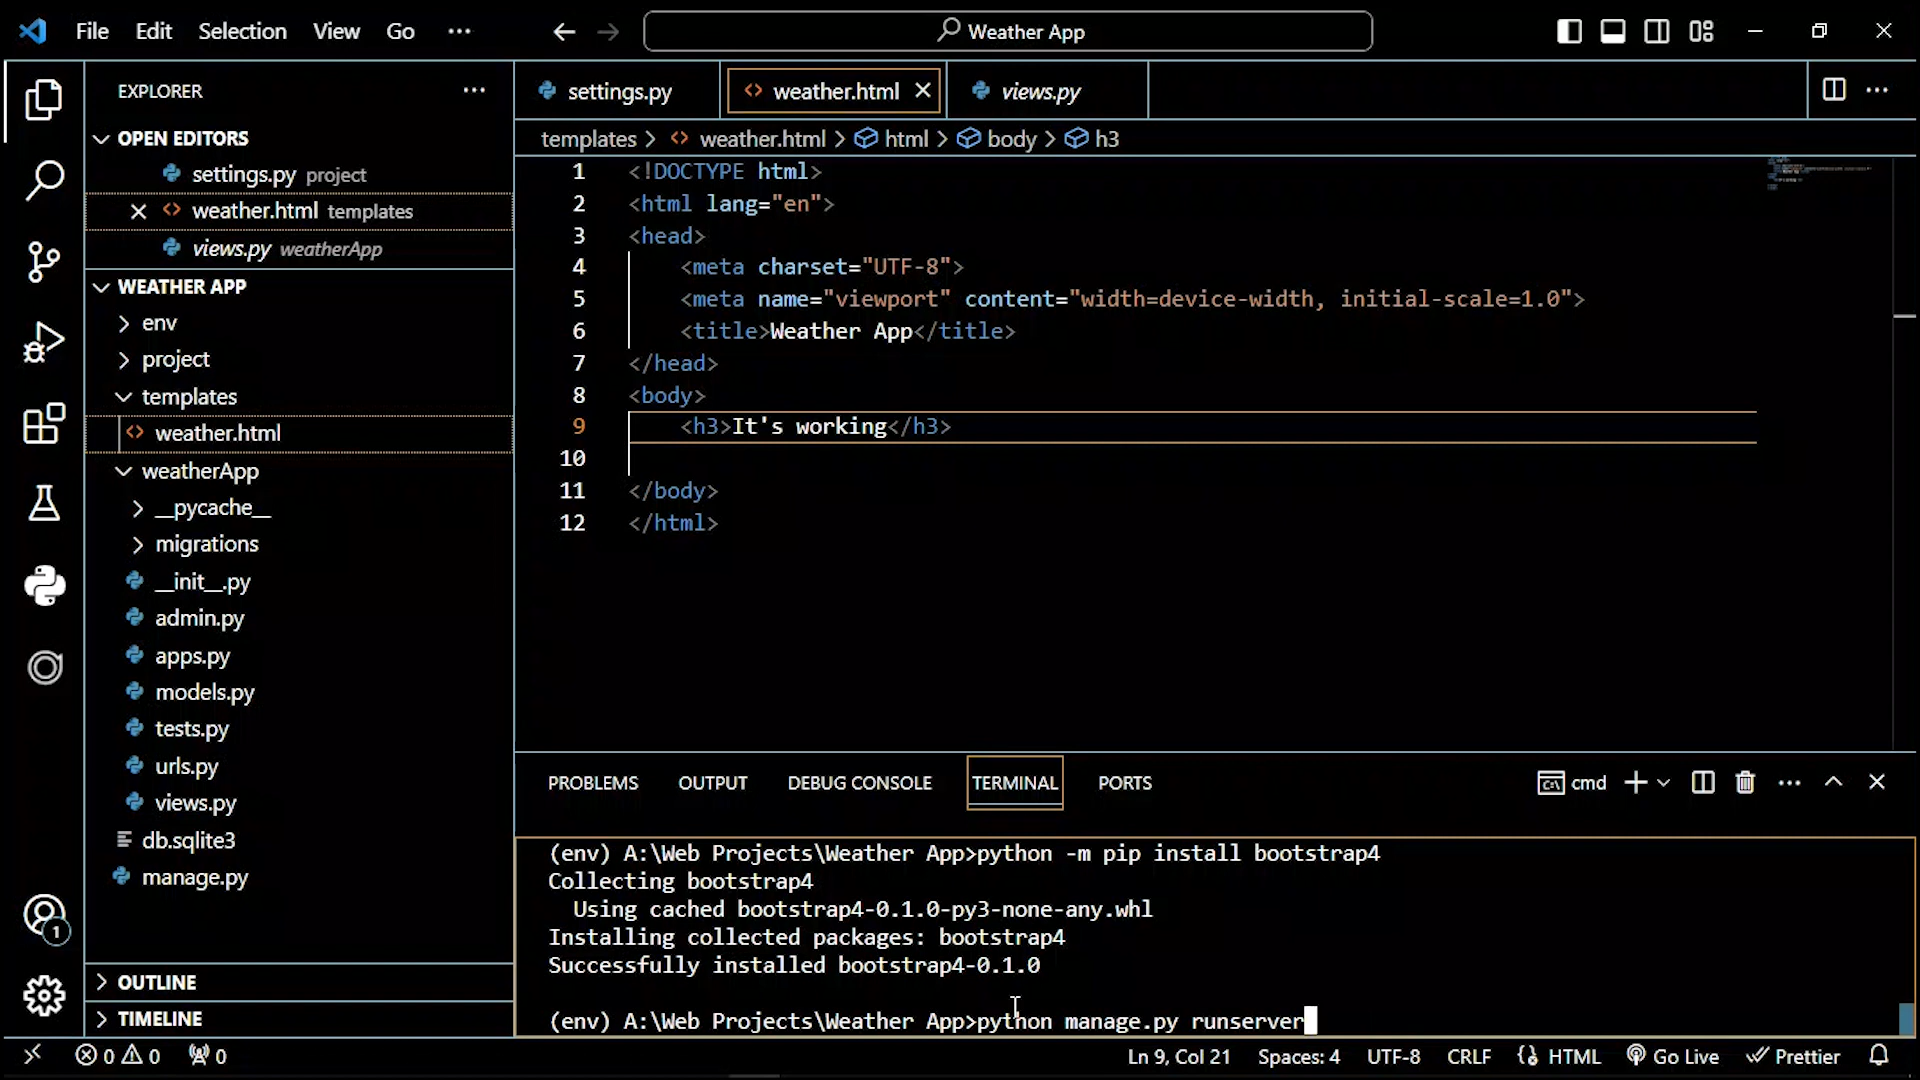 File Edit Selection View Go ··· Weather App
EXPLORER ···
OPEN EDITORS
settings.py project
weather.html templates
views.py weatherApp
WEATHER APP
env
project
templates
weather.html
weatherApp
__pycache__
migrations
__init__.py
admin.py
apps.py
models.py
tests.py
urls.py
views.py
db.sqlite3
manage.py
OUTLINE
TIMELINE
1
settings.py weather.html views.py
templates > weather.html > html > body > h3
1 <!DOCTYPE html>
2 <html lang="en">
3 <head>
4 <meta charset="UTF-8">
5 <meta name="viewport" content="width=device-width, initial-scale=1.0">
6 <title>Weather App</title>
7 </head>
8 <body>
9 <h3>It's working</h3>
10
11 </body>
12 </html>
PROBLEMS OUTPUT DEBUG CONSOLE TERMINAL PORTS cmd
(env) A:\Web Projects\Weather App>python -m pip install bootstrap4
Collecting bootstrap4
Using cached bootstrap4-0.1.0-py3-none-any.whl
Installing collected packages: bootstrap4
Successfully installed bootstrap4-0.1.0
(env) A:\Web Projects\Weather App>python manage.py runserver
0 0 0 Ln 9, Col 21 Spaces: 4 UTF-8 CRLF HTML Go Live Prettier